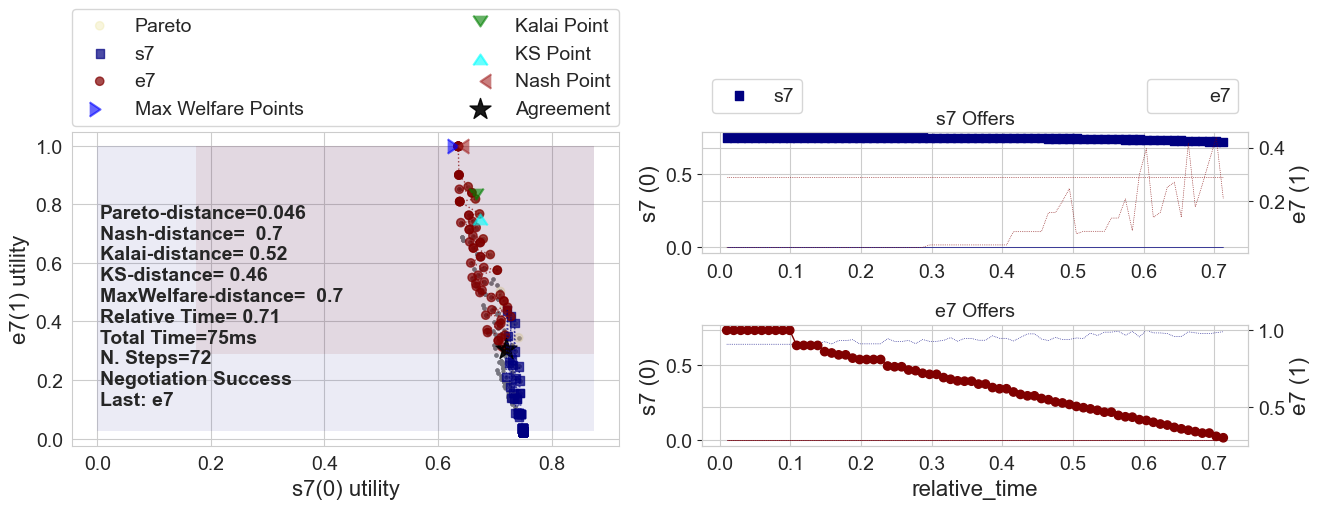 Pareto
s7
e7
Max Welfare Points
Kalai Point
KS Point
Nash Point
Agreement
1.0
0.8
0.6
0.4
0.2
0.0
e7(1) utility
Pareto-distance=0.046
Nash-distance=  0.7
Kalai-distance= 0.52
KS-distance= 0.46
MaxWelfare-distance=  0.7
Relative Time= 0.71
Total Time=75ms
N. Steps=72
Negotiation Success
Last: e7
0.0 0.2 0.4 0.6 0.8
s7(0) utility
s7
e7
s7 Offers
s7 (0)
0.5
0.0
0.4
0.2
e7 (1)
0.0 0.1 0.2 0.3 0.4 0.5 0.6 0.7
e7 Offers
s7 (0)
0.5
0.0
1.0
0.5
e7 (1)
0.0 0.1 0.2 0.3 0.4 0.5 0.6 0.7
relative_time